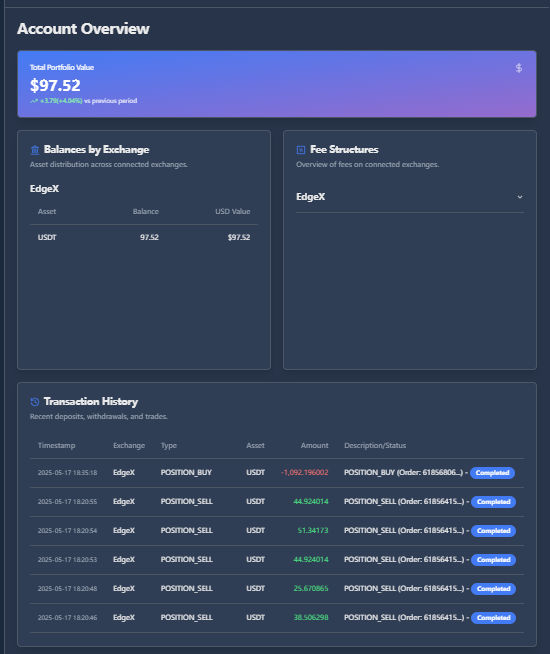 Account Overview
Total Portfolio Value
$
$97.52
+3.79(+4.04%) vs previous period
Balances by Exchange
Asset distribution across connected exchanges.
EdgeX
Asset Balance USD Value
USDT 97.52 $97.52
Fee Structures
Overview of fees on connected exchanges.
EdgeX
Transaction History
Recent deposits, withdrawals, and trades.
Timestamp Exchange Type Asset Amount Description/Status
2025-05-17 18:35:18 EdgeX POSITION_BUY USDT -1,092.196002 POSITION_BUY (Order: 61856806...) - Completed
2025-05-17 18:20:55 EdgeX POSITION_SELL USDT 44.924014 POSITION_SELL (Order: 61856415...) - Completed
2025-05-17 18:20:54 EdgeX POSITION_SELL USDT 51.34173 POSITION_SELL (Order: 61856415...) - Completed
2025-05-17 18:20:53 EdgeX POSITION_SELL USDT 44.924014 POSITION_SELL (Order: 61856415...) - Completed
2025-05-17 18:20:48 EdgeX POSITION_SELL USDT 25.670865 POSITION_SELL (Order: 61856415...) - Completed
2025-05-17 18:20:46 EdgeX POSITION_SELL USDT 38.506298 POSITION_SELL (Order: 61856415...) - Completed